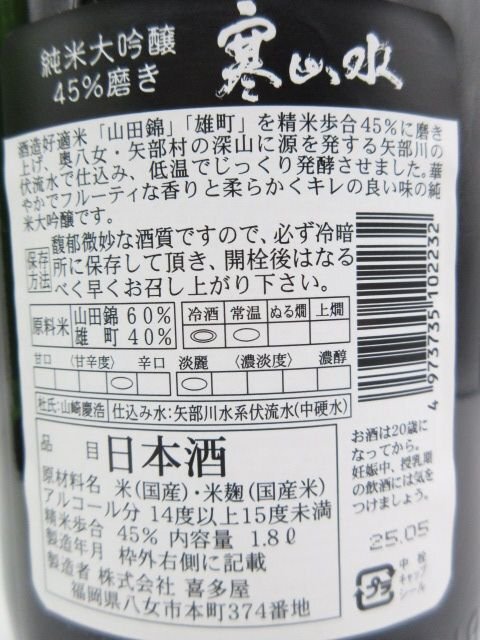 純米大吟醸
45%磨き
寒山水
酒造好適米「山田錦」「雄町」を精米歩合45%に磨き
上げ、奥八女・矢部村の深山に源を発する矢部川の
伏流水で仕込み、低温でじっくり発酵させました。華
やかでフルーティな香りと柔らかくキレの良い味の純
米大吟醸です。
保存方法
馥郁微妙な酒質ですので、必ず冷暗
所に保存して頂き、開栓後はなる
べく早くお召し上がり下さい。
原料米 山田錦 60%
雄町 40%
冷酒 常温 ぬる燗 上燗
◎ ◎
甘口 〈甘辛度〉 辛口 淡麗 〈濃淡度〉 濃醇
○ ○
杜氏:山崎慶浩 仕込み水:矢部川水系伏流水(中硬水)
品目 日本酒
原材料名 米(国産)・米麹(国産米)
アルコール分 14度以上15度未満
精米歩合 45% 内容量 1.8ℓ
製造年月 枠外右側に記載
製造者 株式会社 喜多屋
福岡県八女市本町374番地
4 973735 102232
お酒は20歳に
なってから。
妊娠中、授乳期
の飲酒には気を
つけましょう。
25.05
プラ
中栓
キャップ
シール